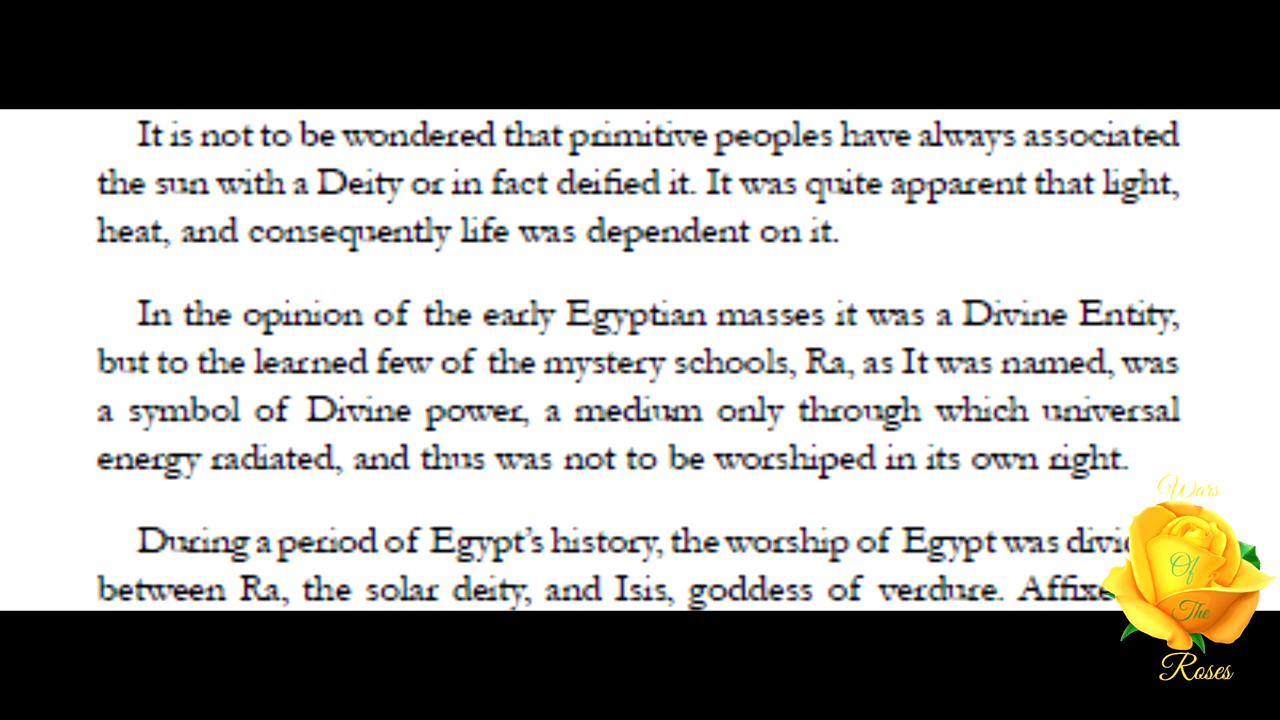 It is not to be wondered that primitive peoples have always associated
the sun with a Deity or in fact deified it. It was quite apparent that light,
heat, and consequently life was dependent on it.
In the opinion of the early Egyptian masses it was a Divine Entity,
but to the learned few of the mystery schools, Ra, as It was named, was
a symbol of Divine power, a medium only through which universal
energy radiated, and thus was not to be worshiped in its own right.
During a period of Egypt's history, the worship of Egypt was
between Ra, the solar deity, and Isis, goddess of verdure.
Wars
Of
The
Roses